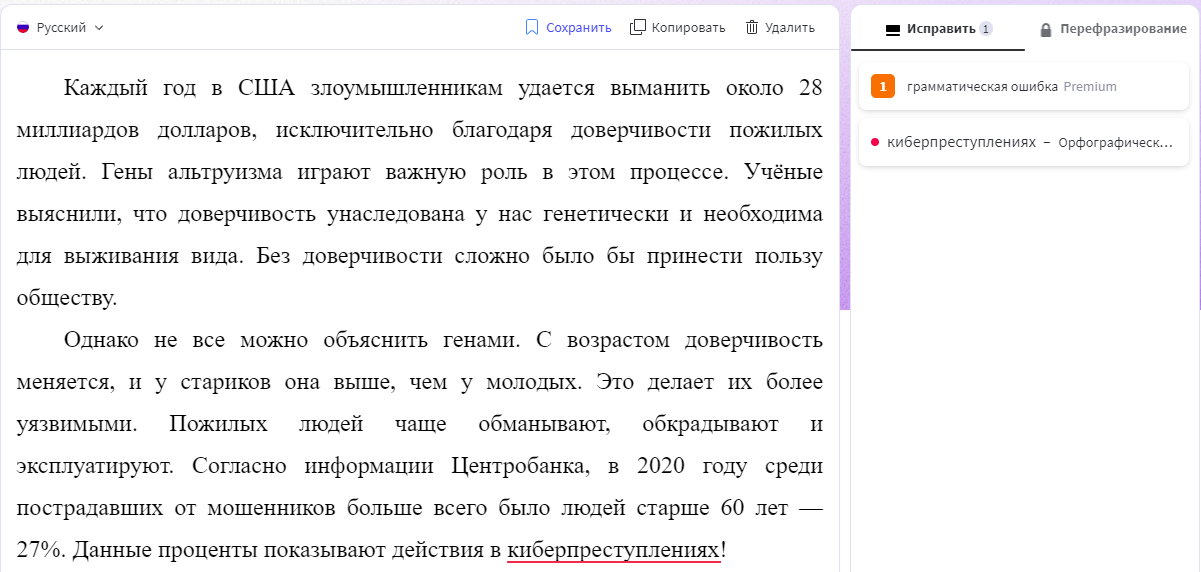 Русский
Сохранить
Копировать
Удалить
Исправить 1
Перефразирование
Каждый год в США злоумышленникам удается выманить около 28
миллиардов долларов, исключительно благодаря доверчивости пожилых
людей. Гены альтруизма играют важную роль в этом процессе. Учёные
выяснили, что доверчивость унаследована у нас генетически и необходима
для выживания вида. Без доверчивости сложно было бы принести пользу
обществу.
Однако не все можно объяснить генами. С возрастом доверчивость
меняется, и у стариков она выше, чем у молодых. Это делает их более
уязвимыми. Пожилых людей чаще обманывают, обкрадывают и
эксплуатируют. Согласно информации Центробанка, в 2020 году среди
пострадавших от мошенников больше всего было людей старше 60 лет —
27%. Данные проценты показывают действия в киберпреступлениях!
1 грамматическая ошибка Premium
киберпреступлениях – Орфографическ...